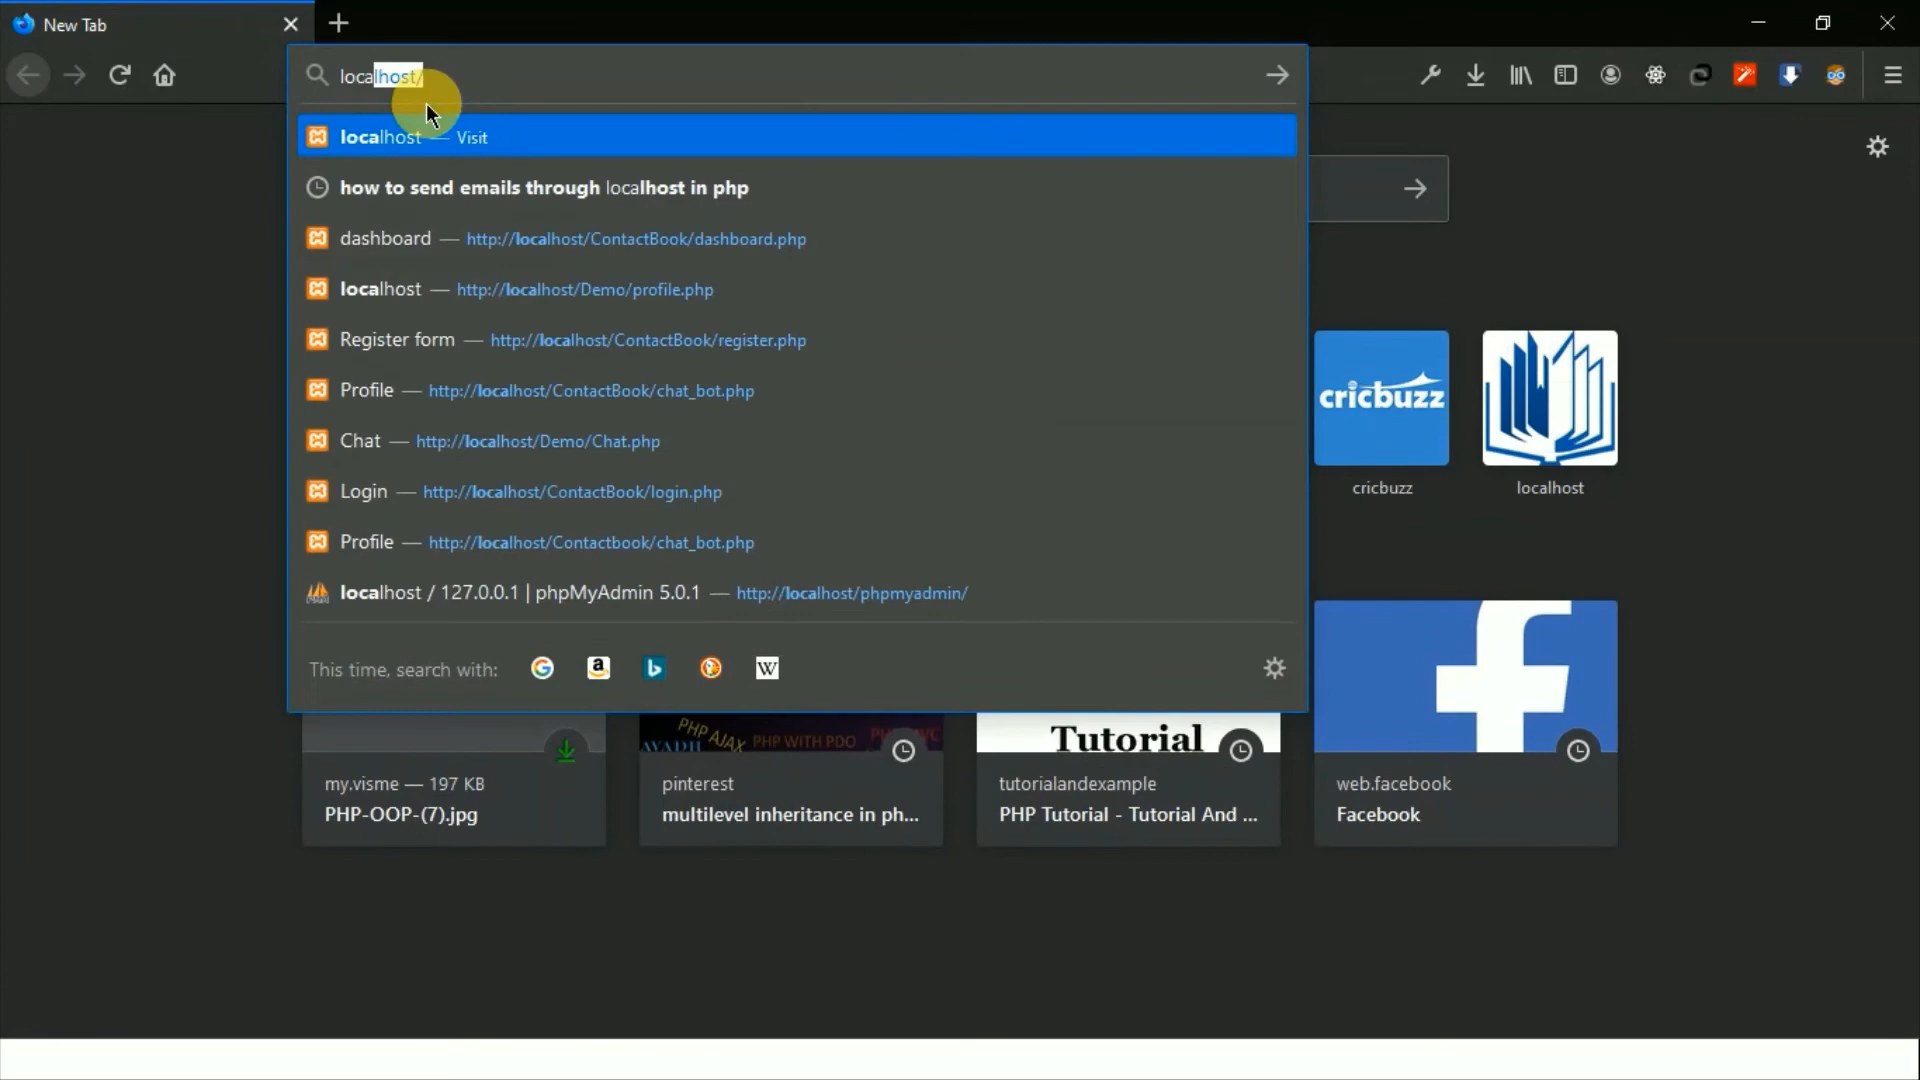 New Tab
localhost/
localhost — Visit
how to send emails through localhost in php
dashboard — http://localhost/ContactBook/dashboard.php
localhost — http://localhost/Demo/profile.php
Register form — http://localhost/ContactBook/register.php
Profile — http://localhost/ContactBook/chat_bot.php
Chat — http://localhost/Demo/Chat.php
Login — http://localhost/ContactBook/login.php
Profile — http://localhost/Contactbook/chat_bot.php
localhost / 127.0.0.1 | phpMyAdmin 5.0.1 — http://localhost/phpmyadmin/
This time, search with:
cricbuzz
cricbuzz
localhost
PHP AJAX PHP WITH PDO
Tutorial
my.visme — 197 KB
PHP-OOP-(7).jpg
pinterest
multilevel inheritance in ph...
tutorialandexample
PHP Tutorial - Tutorial And ...
web.facebook
Facebook